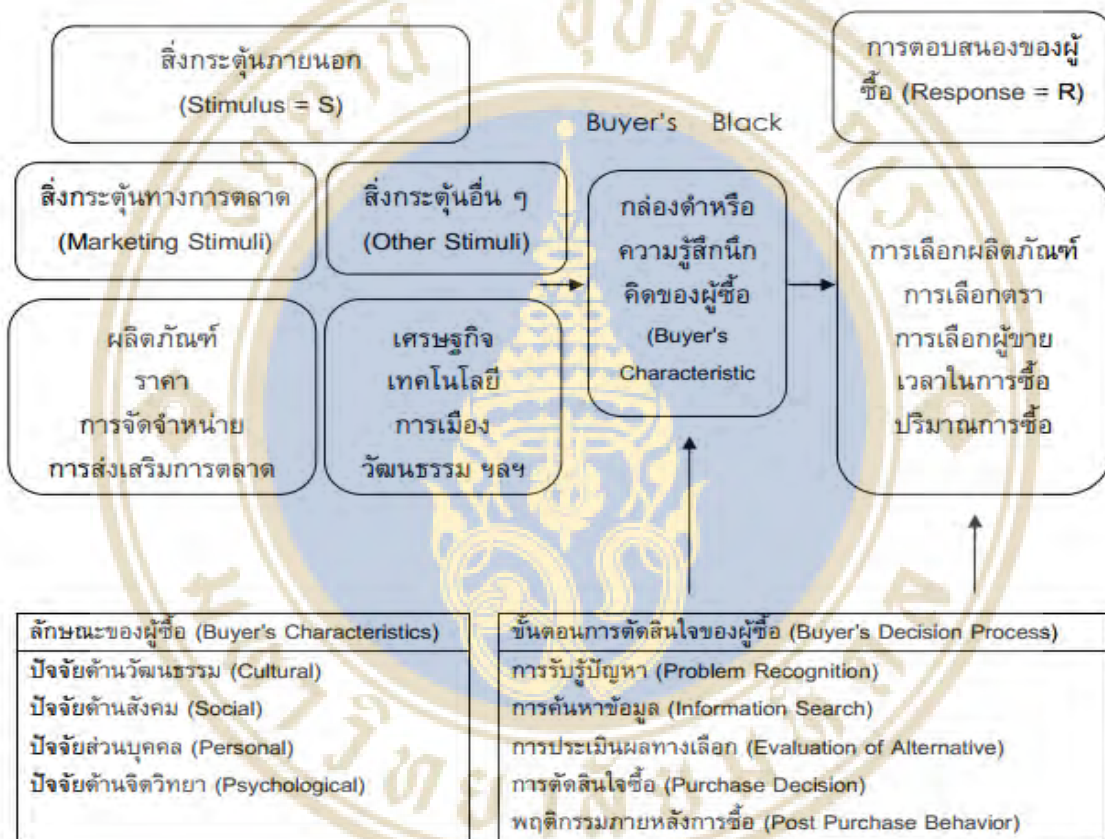 สิ่งกระตุ้นภายนอก
(Stimulus = S)
การตอบสนองของผู้
ซื้อ (Response = R)
Buyer's Black
สิ่งกระตุ้นทางการตลาด
(Marketing Stimuli)
สิ่งกระตุ้นอื่น ๆ
(Other Stimuli)
ผลิตภัณฑ์
ราคา
การจัดจำหน่าย
การส่งเสริมการตลาด
เศรษฐกิจ
เทคโนโลยี
การเมือง
วัฒนธรรม ฯลฯ
กล่องดำหรือ
ความรู้สึกนึก
คิดของผู้ซื้อ
(Buyer's
Characteristic
การเลือกผลิตภัณฑ์
การเลือกตรา
การเลือกผู้ขาย
เวลาในการซื้อ
ปริมาณการซื้อ
ลักษณะของผู้ซื้อ (Buyer's Characteristics)
ปัจจัยด้านวัฒนธรรม (Cultural)
ปัจจัยด้านสังคม (Social)
ปัจจัยส่วนบุคคล (Personal)
ปัจจัยด้านจิตวิทยา (Psychological)
ขั้นตอนการตัดสินใจของผู้ซื้อ (Buyer's Decision Process)
การรับรู้ปัญหา (Problem Recognition)
การค้นหาข้อมูล (Information Search)
การประเมินผลทางเลือก (Evaluation of Alternative)
การตัดสินใจซื้อ (Purchase Decision)
พฤติกรรมภายหลังการซื้อ (Post Purchase Behavior)
มหาวิทยาลัยมหิดล